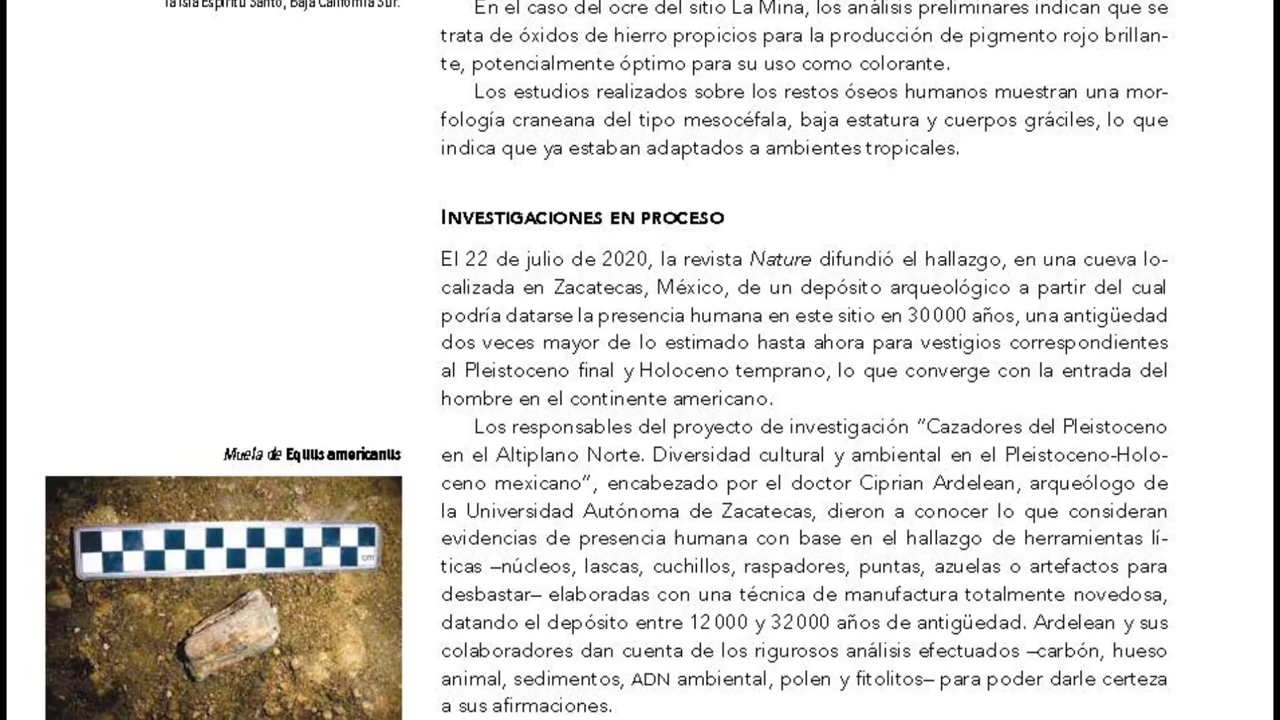 la Isla Espíritu Santo, Baja California Sur.
En el caso del ocre del sitio La Mina, los análisis preliminares indican que se
trata de óxidos de hierro propicios para la producción de pigmento rojo brillan-
te, potencialmente óptimo para su uso como colorante.
Los estudios realizados sobre los restos óseos humanos muestran una mor-
fología craneana del tipo mesocéfala, baja estatura y cuerpos gráciles, lo que
indica que ya estaban adaptados a ambientes tropicales.
INVESTIGACIONES EN PROCESO
El 22 de julio de 2020, la revista Nature difundió el hallazgo, en una cueva lo-
calizada en Zacatecas, México, de un depósito arqueológico a partir del cual
podría datarse la presencia humana en este sitio en 30 000 años, una antigüedad
dos veces mayor de lo estimado hasta ahora para vestigios correspondientes
al Pleistoceno final y Holoceno temprano, lo que converge con la entrada del
hombre en el continente americano.
Los responsables del proyecto de investigación “Cazadores del Pleistoceno
en el Altiplano Norte. Diversidad cultural y ambiental en el Pleistoceno-Holo-
ceno mexicano”, encabezado por el doctor Ciprian Ardelean, arqueólogo de
la Universidad Autónoma de Zacatecas, dieron a conocer lo que consideran
evidencias de presencia humana con base en el hallazgo de herramientas lí-
ticas –núcleos, lascas, cuchillos, raspadores, puntas, azuelas o artefactos para
desbastar– elaboradas con una técnica de manufactura totalmente novedosa,
datando el depósito entre 12 000 y 32 000 años de antigüedad. Ardelean y sus
colaboradores dan cuenta de los rigurosos análisis efectuados –carbón, hueso
animal, sedimentos, ADN ambiental, polen y fitolitos– para poder darle certeza
a sus afirmaciones.
Muela de Equus americanus
cm